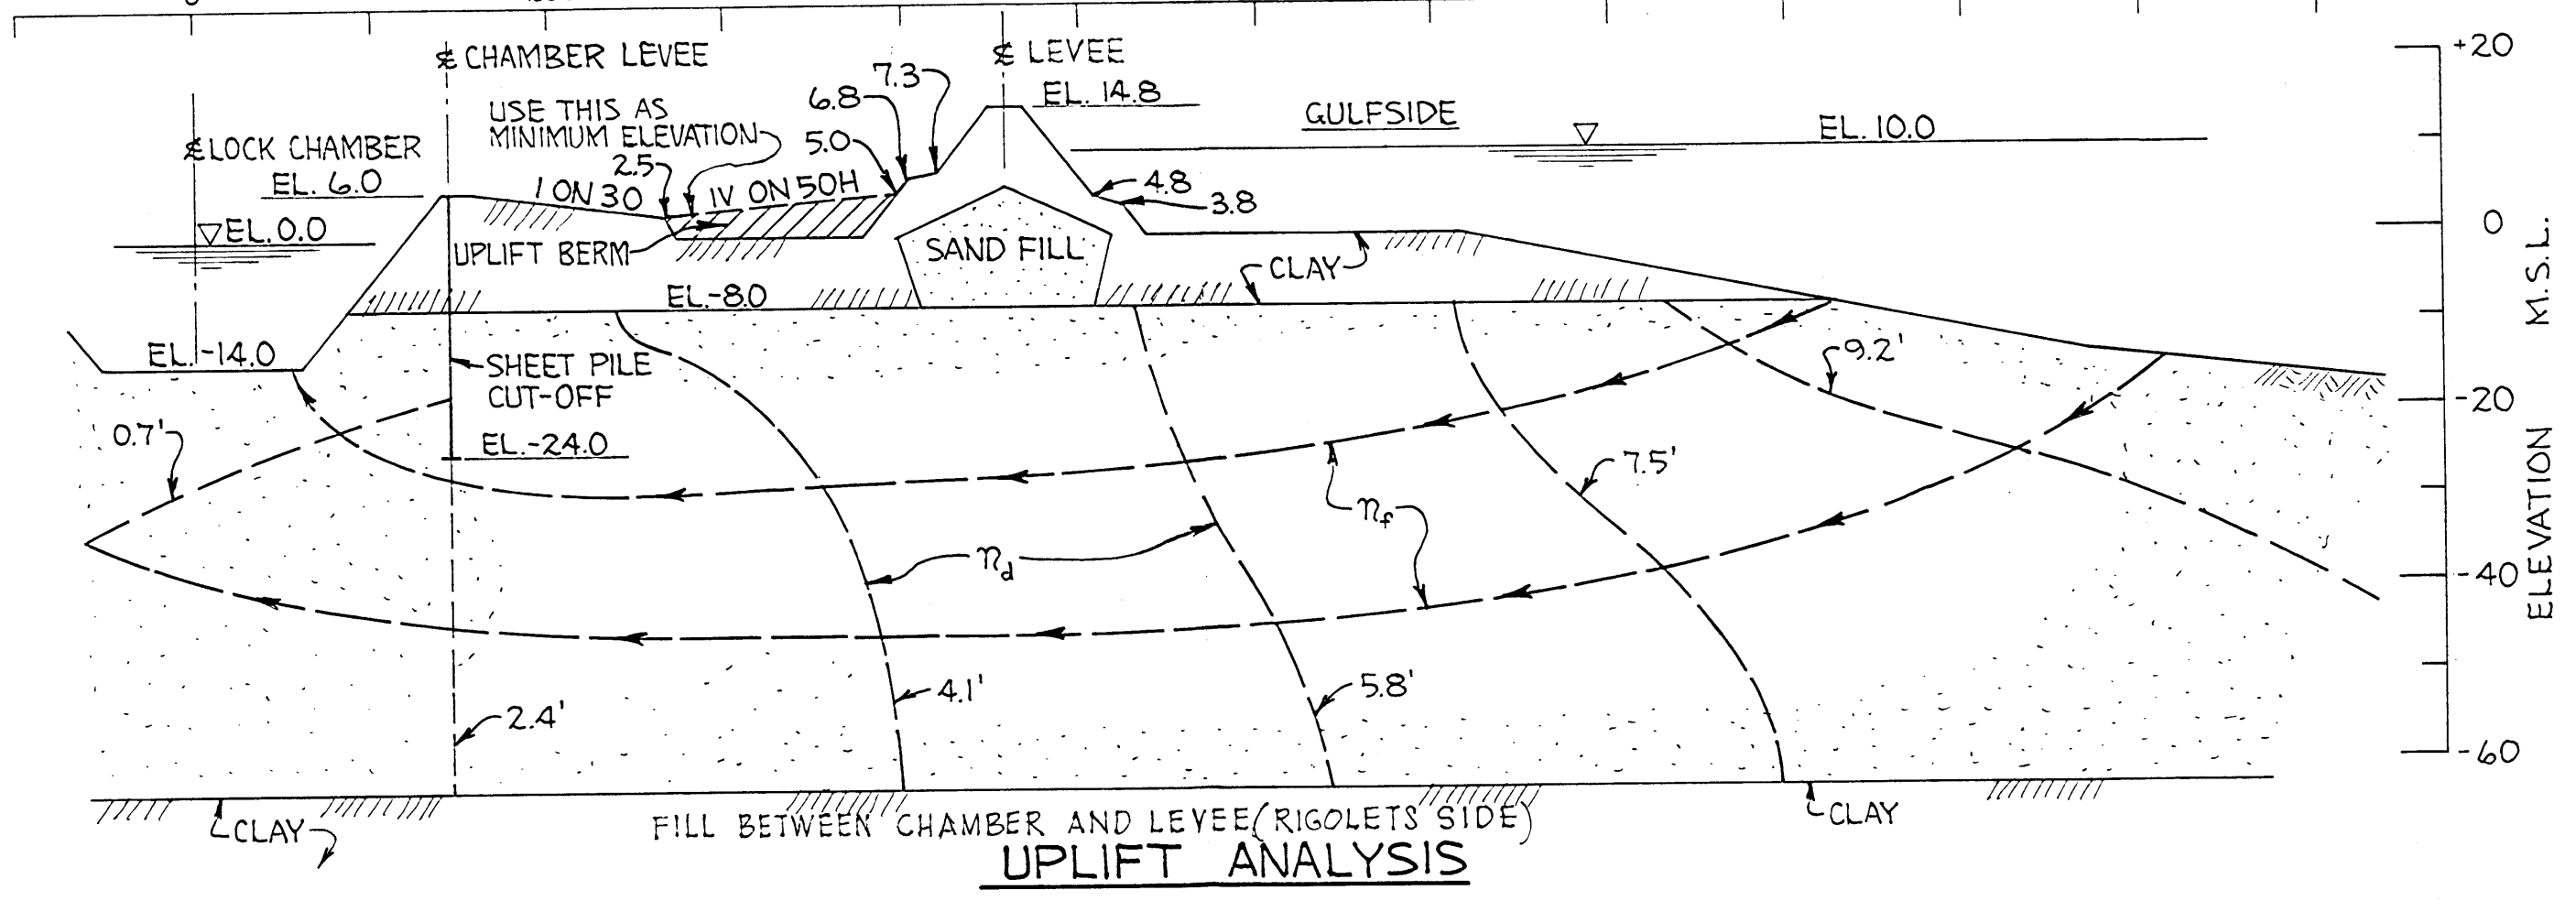 ℄ CHAMBER LEVEE
℄ LEVEE
+20
7.3
6.8
EL. 14.8
USE THIS AS
MINIMUM ELEVATION
GULFSIDE
EL. 10.0
℄ LOCK CHAMBER
5.0
2.5
EL. 6.0
1 ON 30
1V ON 50H
4.8
3.8
EL. 0.0
0
UPLIFT BERM
SAND FILL
CLAY
EL.-8.0
M.S.L.
EL.-14.0
SHEET PILE
CUT-OFF
9.2'
-20
0.7'
EL.-24.0
7.5'
ηf
ηd
-40
ELEVATION
4.1'
5.8'
2.4'
-60
CLAY
FILL BETWEEN CHAMBER AND LEVEE (RIGOLETS SIDE)
CLAY
UPLIFT ANALYSIS